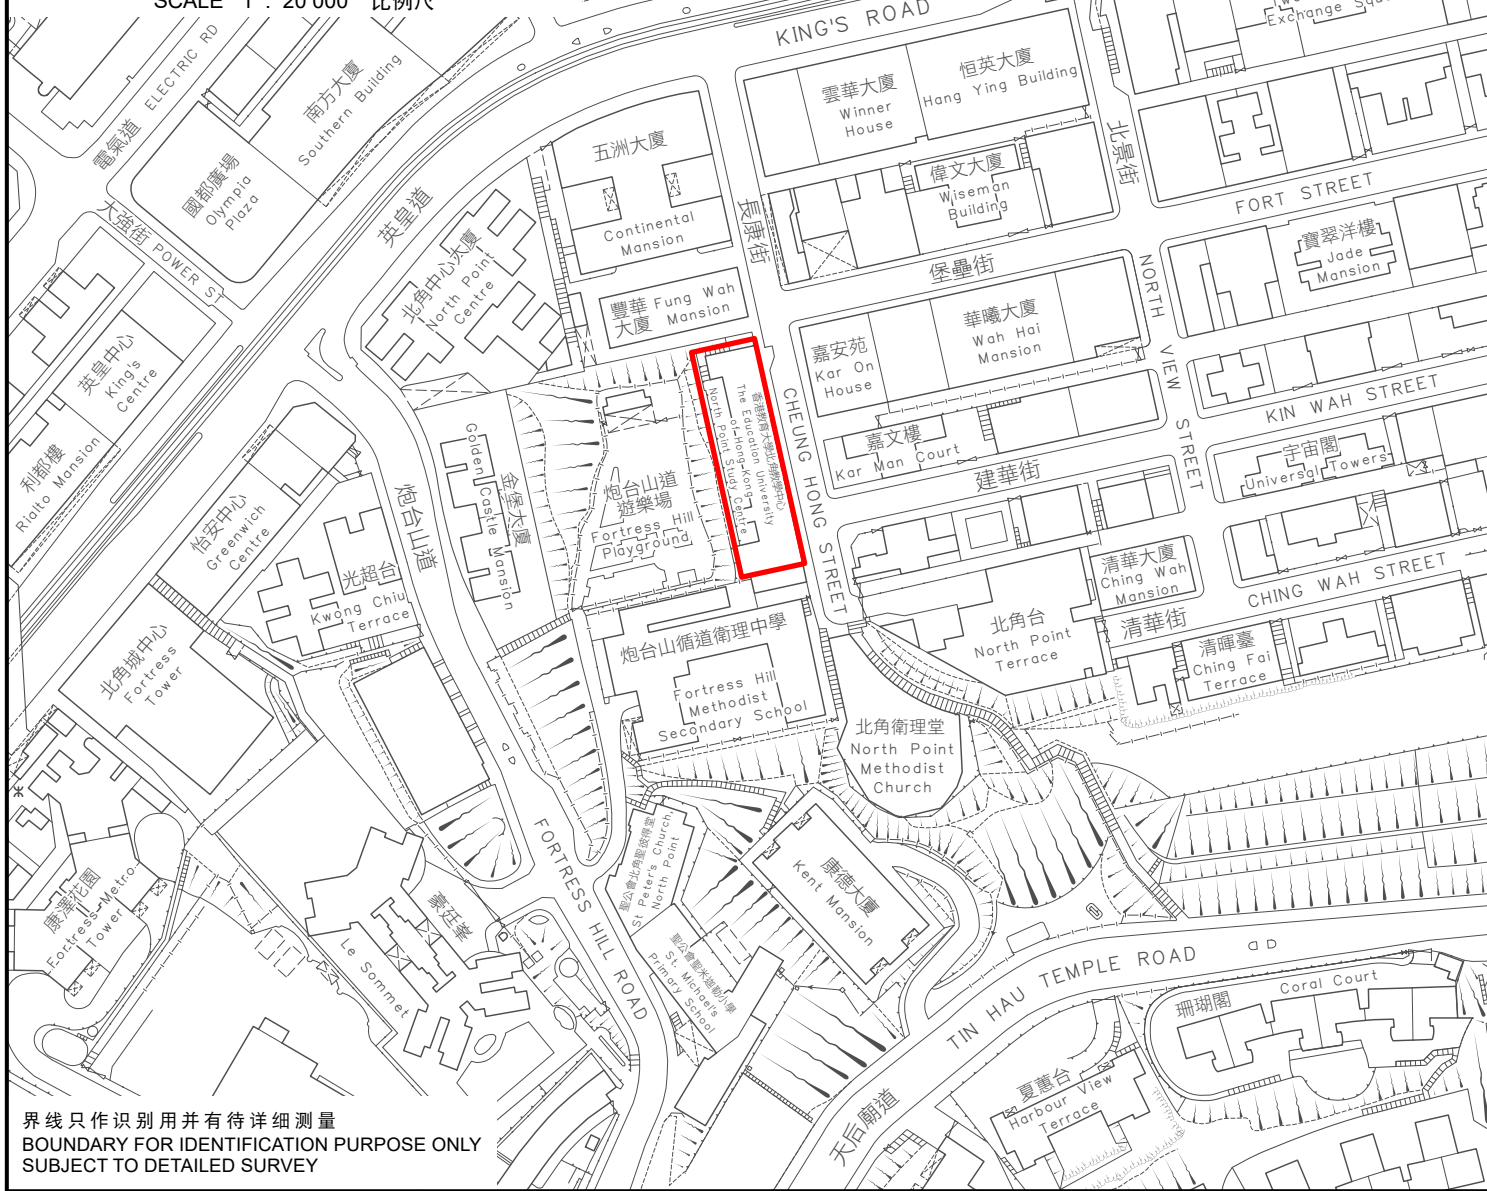 SCALE 1 : 20 000 比例尺
KING'S ROAD
Exchange Squ
ELECTRIC RD
電氣道
南方大廈
Southern Building
國都廣場
Olympia
Plaza
大強街 POWER ST
英皇道
五洲大廈
Continental
Mansion
雲華大廈
Winner
House
恒英大廈
Hang Ying Building
偉文大廈
Wiseman
Building
北景街
FORT STREET
寶翠洋樓
Jade
Mansion
長康街
堡壘街
北角中心大廈
North Point
Centre
豐華大廈
Fung Wah
Mansion
嘉安苑
Kar On
House
華曦大廈
Wah Hai
Mansion
NORTH VIEW STREET
KIN WAH STREET
英皇中心
King's
Centre
利都樓
Rialto Mansion
怡安中心
Greenwich
Centre
光超台
Kwong Chiu
Terrace
炮台山道
金堡大廈
Golden Castle Mansion
炮台山道
遊樂場
Fortress Hill
Playground
香港教育大學北角教學中心
The Education University
of Hong Kong
North Point Study Centre
CHEUNG HONG STREET
嘉文樓
Kar Man Court
建華街
宇宙閣
Universal Towers
清華大廈
Ching Wah
Mansion
CHING WAH STREET
清華街
清暉臺
Ching Fai
Terrace
北角台
North Point
Terrace
炮台山循道衛理中學
Fortress Hill
Methodist
Secondary School
北角衛理堂
North Point
Methodist
Church
北角城中心
Fortress
Tower
康澤花園
Fortress Metro
Tower
豪廷峯
Le Sommet
FORTRESS HILL ROAD
聖公會北角聖彼得堂
St Peter's Church,
North Point
聖公會聖米迦勒小學
St. Michael's
Primary School
康德大廈
Kent
Mansion
TIN HAU TEMPLE ROAD
天后廟道
珊瑚閣
Coral Court
夏蕙台
Harbour View
Terrace
界线只作识别用并有待详细测量
BOUNDARY FOR IDENTIFICATION PURPOSE ONLY
SUBJECT TO DETAILED SURVEY